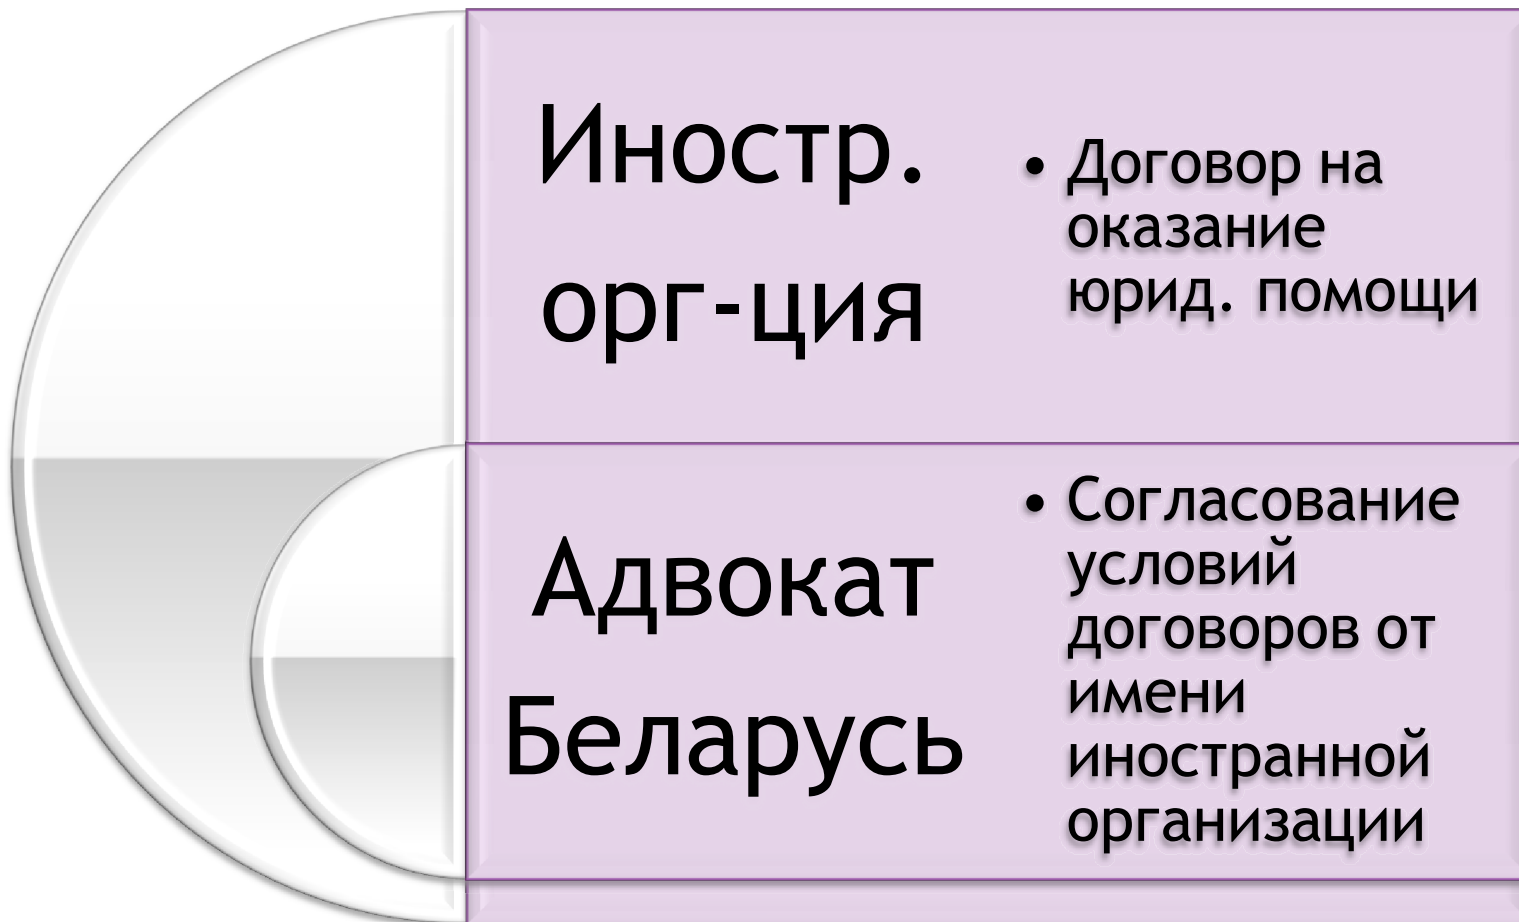 Иностр.
орг-ция
• Договор на
оказание
юрид. помощи
Адвокат
Беларусь
• Согласование
условий
договоров от
имени
иностранной
организации